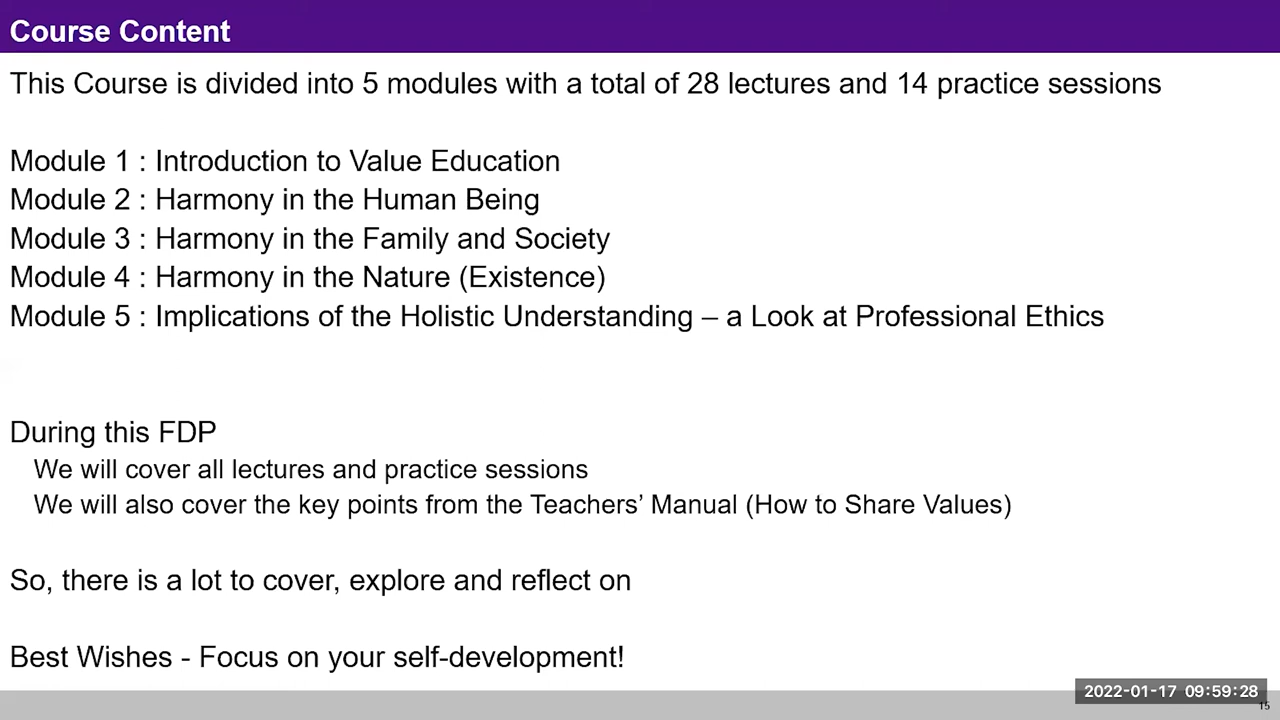 Course Content
This Course is divided into 5 modules with a total of 28 lectures and 14 practice sessions
Module 1 : Introduction to Value Education
Module 2 : Harmony in the Human Being
Module 3 : Harmony in the Family and Society
Module 4 : Harmony in the Nature (Existence)
Module 5 : Implications of the Holistic Understanding – a Look at Professional Ethics
During this FDP
We will cover all lectures and practice sessions
We will also cover the key points from the Teachers’ Manual (How to Share Values)
So, there is a lot to cover, explore and reflect on
Best Wishes - Focus on your self-development!
2022-01-17 09:59:28
15